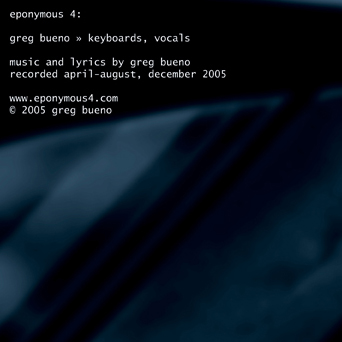 eponymous 4:
greg bueno » keyboards, vocals
music and lyrics by greg bueno
recorded april-august, december 2005
www.eponymous4.com
© 2005 greg bueno